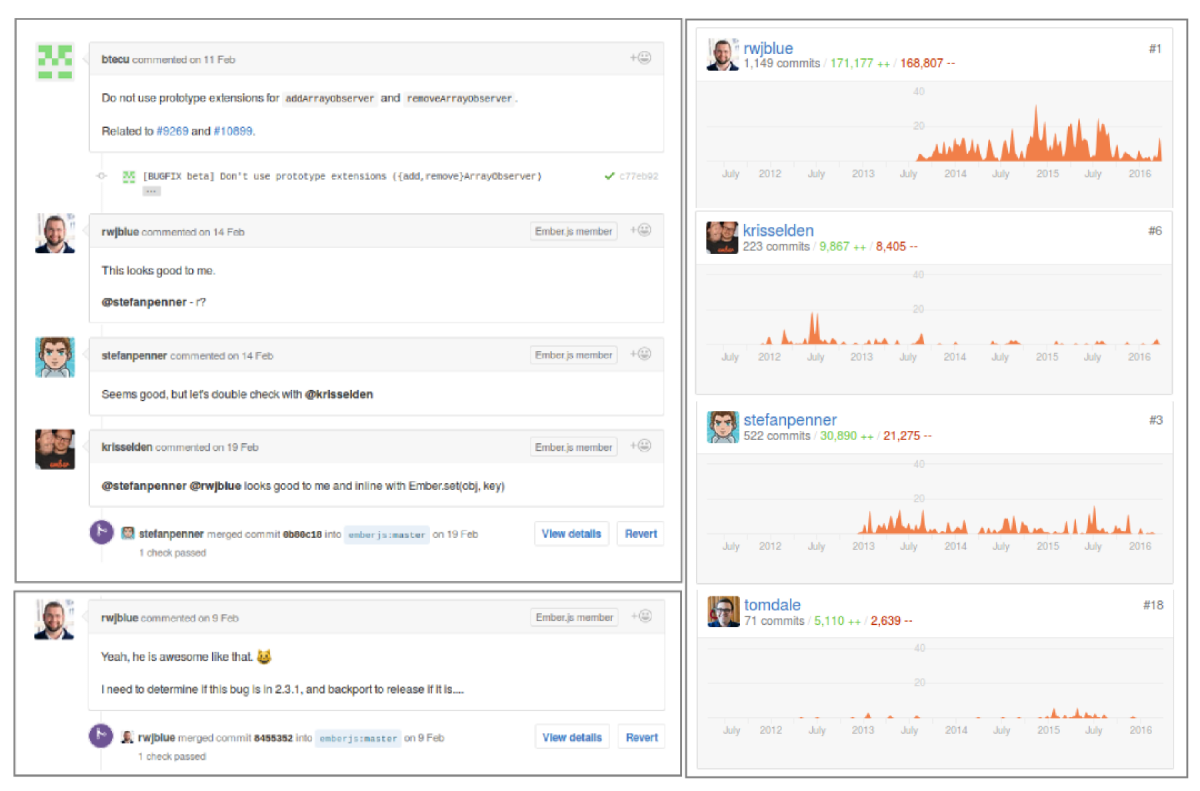 btecu commented on 11 Feb
Do not use prototype extensions for addArrayObserver and removeArrayObserver.
Related to #9269 and #10899.
[BUGFIX beta] Don't use prototype extensions ({add,remove}ArrayObserver) c77eb92
...
rwjblue commented on 14 Feb Ember.js member
This looks good to me.
@stefanpenner - r?
stefanpenner commented on 14 Feb Ember.js member
Seems good, but let's double check with @krisselden
krisselden commented on 19 Feb Ember.js member
@stefanpenner @rwjblue looks good to me and inline with Ember.set(obj, key)
stefanpenner merged commit 0b80c18 into emberjs:master on 19 Feb View details Revert
1 check passed
rwjblue commented on 9 Feb Ember.js member
Yeah, he is awesome like that. 😸
I need to determine if this bug is in 2.3.1, and backport to release if it is....
rwjblue merged commit 8455352 into emberjs:master on 9 Feb View details Revert
1 check passed
rwjblue #1
1,149 commits / 171,177 ++ / 168,807 --
40
20
July 2012 July 2013 July 2014 July 2015 July 2016
krisselden #6
223 commits / 9,867 ++ / 8,405 --
40
20
July 2012 July 2013 July 2014 July 2015 July 2016
stefanpenner #3
522 commits / 30,890 ++ / 21,275 --
40
20
July 2012 July 2013 July 2014 July 2015 July 2016
tomdale #18
71 commits / 5,110 ++ / 2,639 --
40
20
July 2012 July 2013 July 2014 July 2015 July 2016